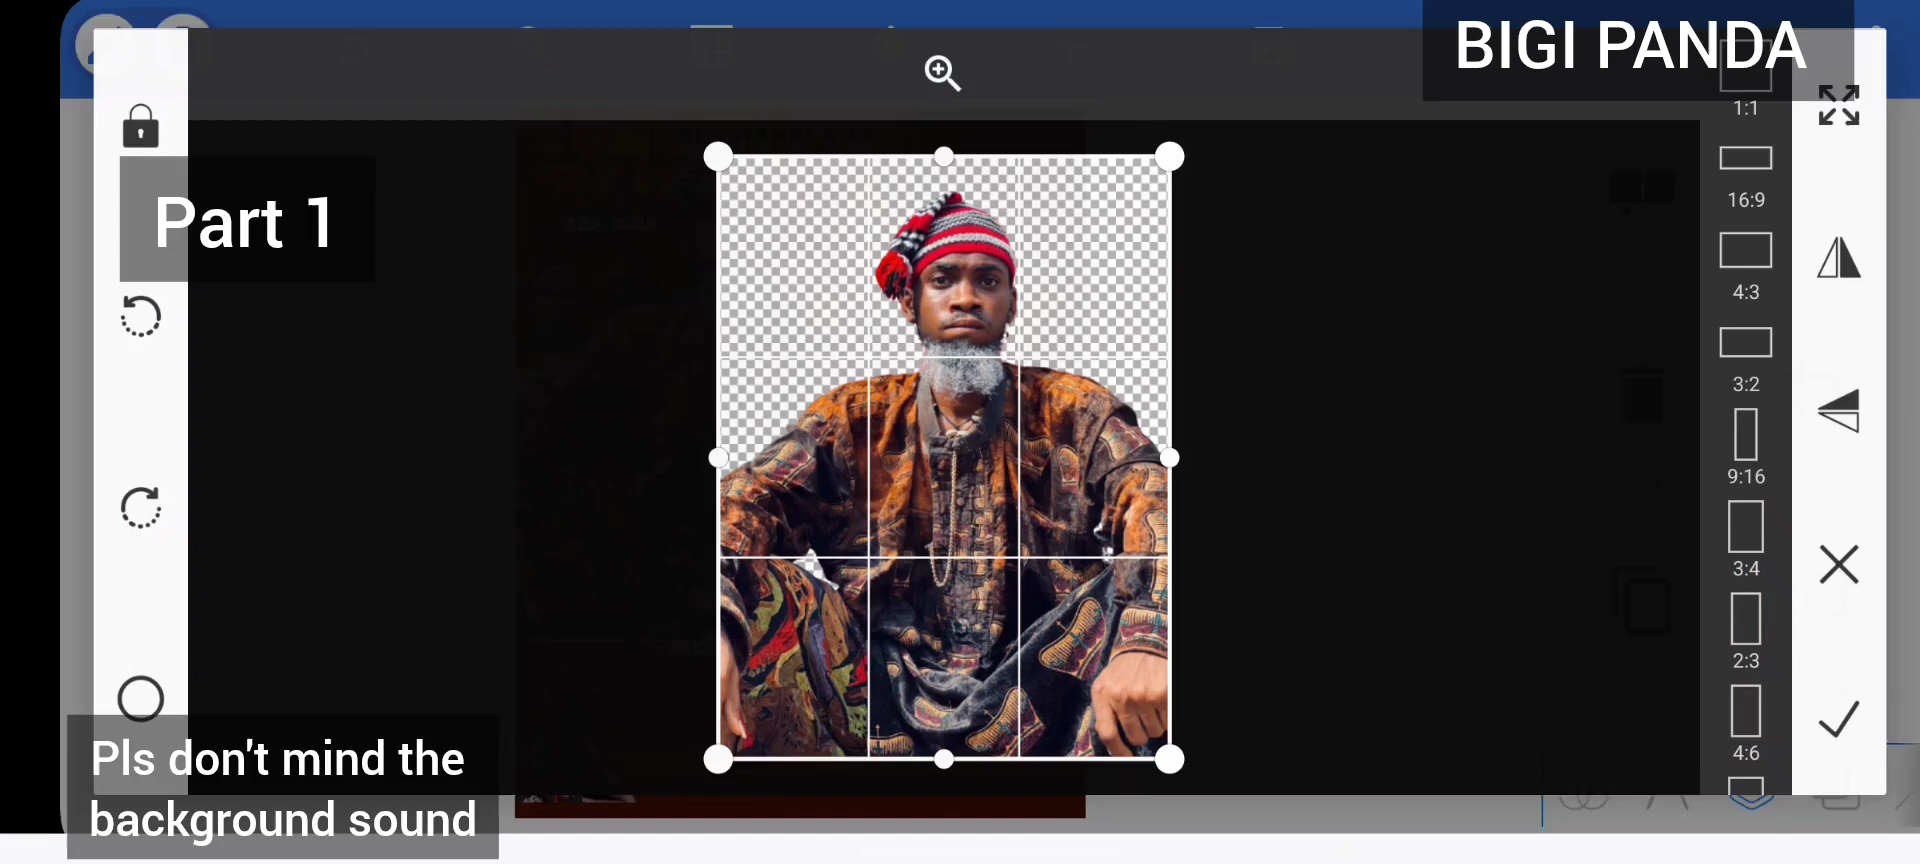 BIGI PANDA
1:1
Part 1
16:9
4:3
3:2
9:16
3:4
2:3
4:6
Pls don't mind the
background sound